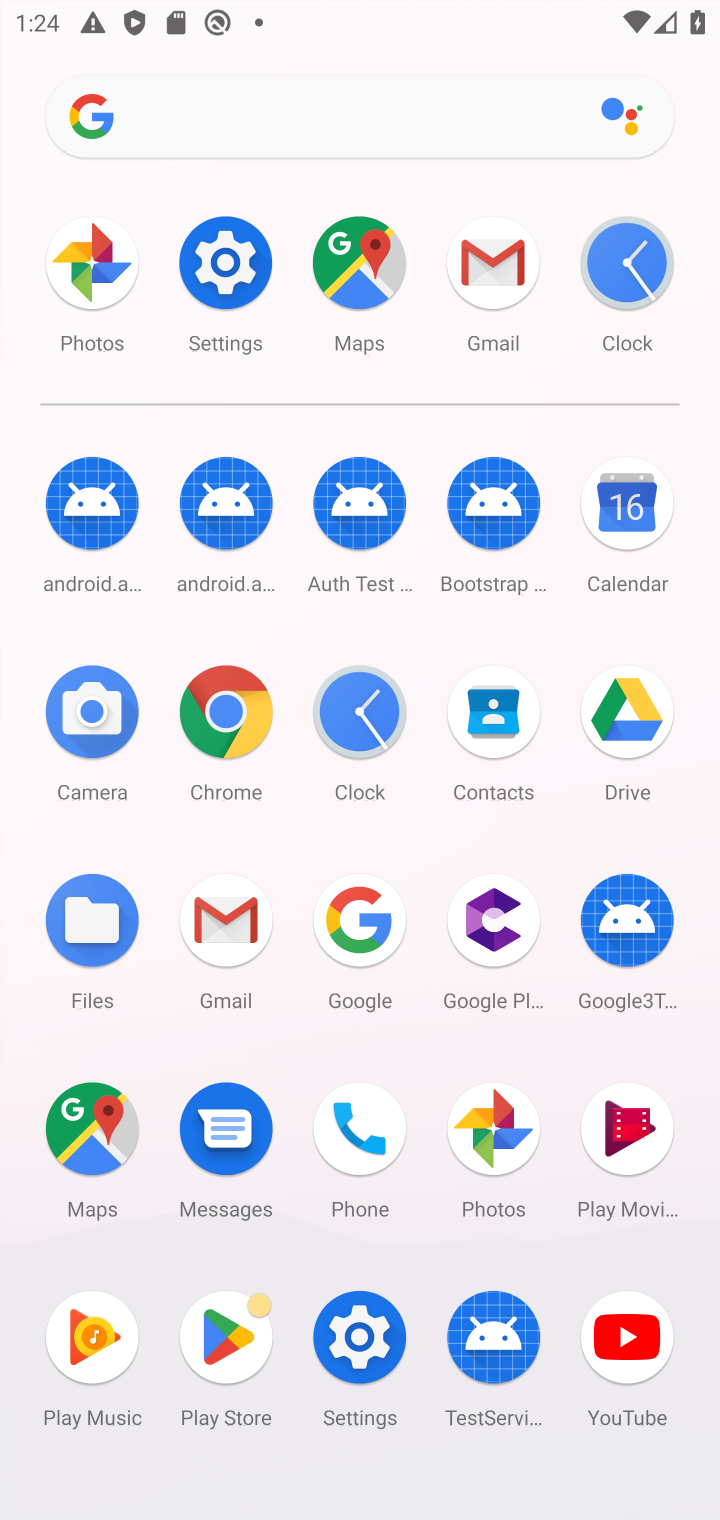 1:24
Photos Settings Maps Gmail Clock
android.a... android.a... Auth Test ... Bootstrap ... Calendar
16
Camera Chrome Clock Contacts Drive
Files Gmail Google Google Pl... Google3T...
Maps Messages Phone Photos Play Movi...
Play Music Play Store Settings TestServi... YouTube